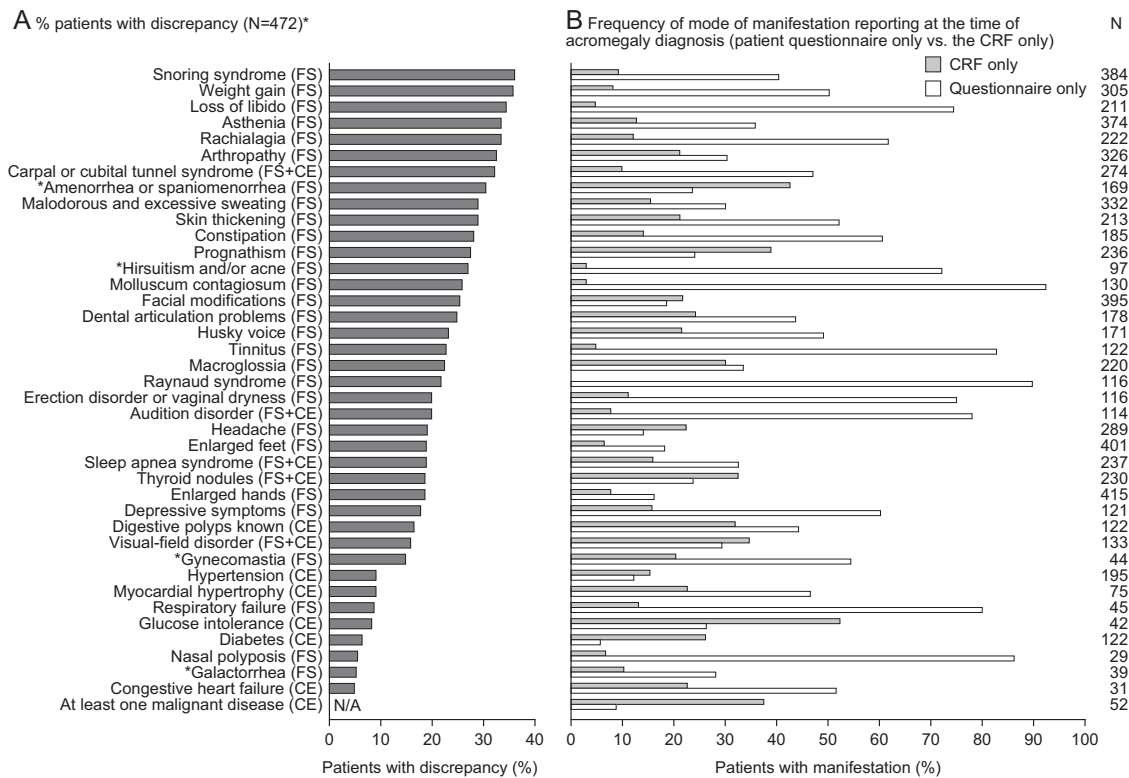 A % patients with discrepancy (N=472)*
B Frequency of mode of manifestation reporting at the time of
acromegaly diagnosis (patient questionnaire only vs. the CRF only)
N
CRF only
Questionnaire only
Snoring syndrome (FS) 384
Weight gain (FS) 305
Loss of libido (FS) 211
Asthenia (FS) 374
Rachialagia (FS) 222
Arthropathy (FS) 326
Carpal or cubital tunnel syndrome (FS+CE) 274
*Amenorrhea or spaniomenorrhea (FS) 169
Malodorous and excessive sweating (FS) 332
Skin thickening (FS) 213
Constipation (FS) 185
Prognathism (FS) 236
*Hirsuitism and/or acne (FS) 97
Molluscum contagiosum (FS) 130
Facial modifications (FS) 395
Dental articulation problems (FS) 178
Husky voice (FS) 171
Tinnitus (FS) 122
Macroglossia (FS) 220
Raynaud syndrome (FS) 116
Erection disorder or vaginal dryness (FS) 116
Audition disorder (FS+CE) 114
Headache (FS) 289
Enlarged feet (FS) 401
Sleep apnea syndrome (FS+CE) 237
Thyroid nodules (FS+CE) 230
Enlarged hands (FS) 415
Depressive symptoms (FS) 121
Digestive polyps known (CE) 122
Visual-field disorder (FS+CE) 133
*Gynecomastia (FS) 44
Hypertension (CE) 195
Myocardial hypertrophy (CE) 75
Respiratory failure (FS) 45
Glucose intolerance (CE) 42
Diabetes (CE) 122
Nasal polyposis (FS) 29
*Galactorrhea (FS) 39
Congestive heart failure (CE) 31
At least one malignant disease (CE) N/A 52
0 10 20 30 40
0 10 20 30 40 50 60 70 80 90 100
Patients with discrepancy (%)
Patients with manifestation (%)